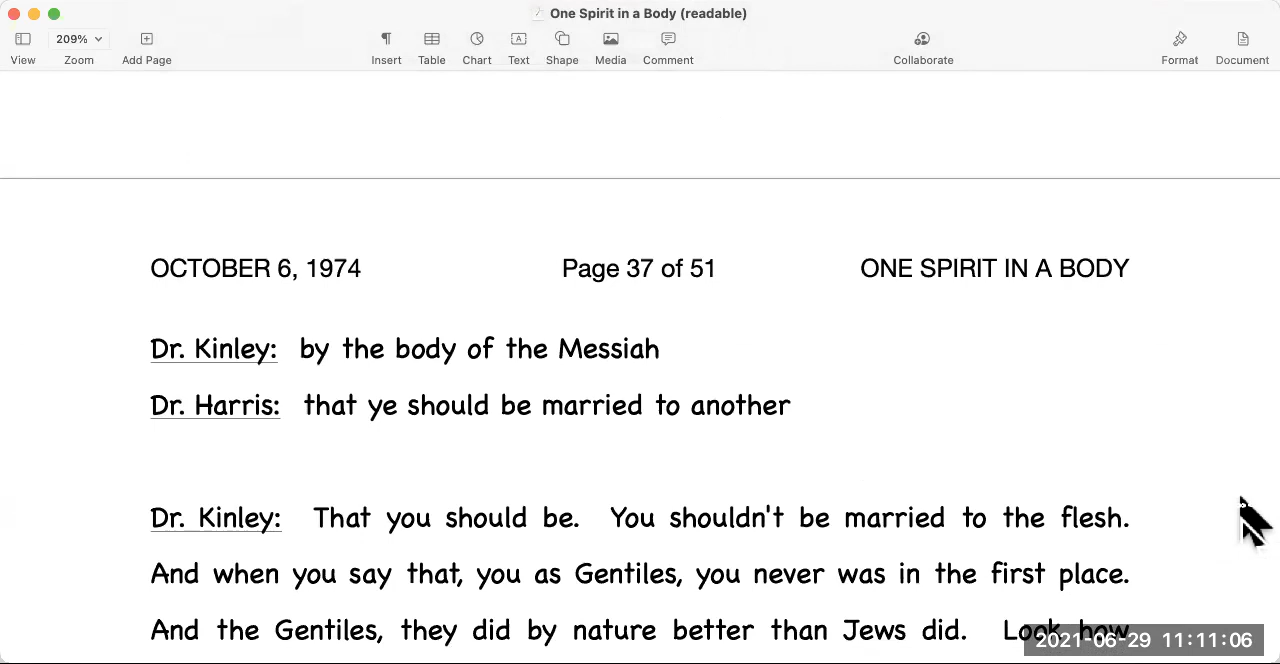 One Spirit in a Body (readable)
209%
View Zoom Add Page Insert Table Chart Text Shape Media Comment Collaborate Format Document
OCTOBER 6, 1974 Page 37 of 51 ONE SPIRIT IN A BODY
Dr. Kinley: by the body of the Messiah
Dr. Harris: that ye should be married to another
Dr. Kinley: That you should be. You shouldn't be married to the flesh.
And when you say that, you as Gentiles, you never was in the first place.
And the Gentiles, they did by nature better than Jews did. Look how
2021-06-29 11:11:06